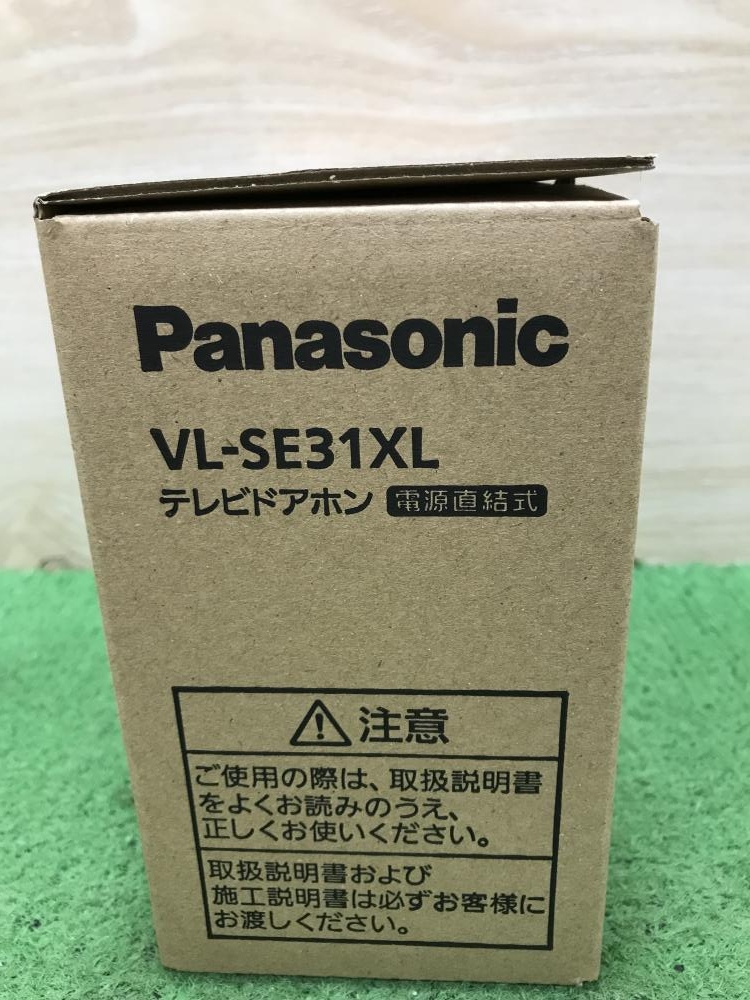 Panasonic
VL-SE31XL
テレビドアホン 電源直結式
注意
ご使用の際は、取扱説明書
をよくお読みのうえ、
正しくお使いください。
取扱説明書および
施工説明書は必ずお客様に
お渡しください。